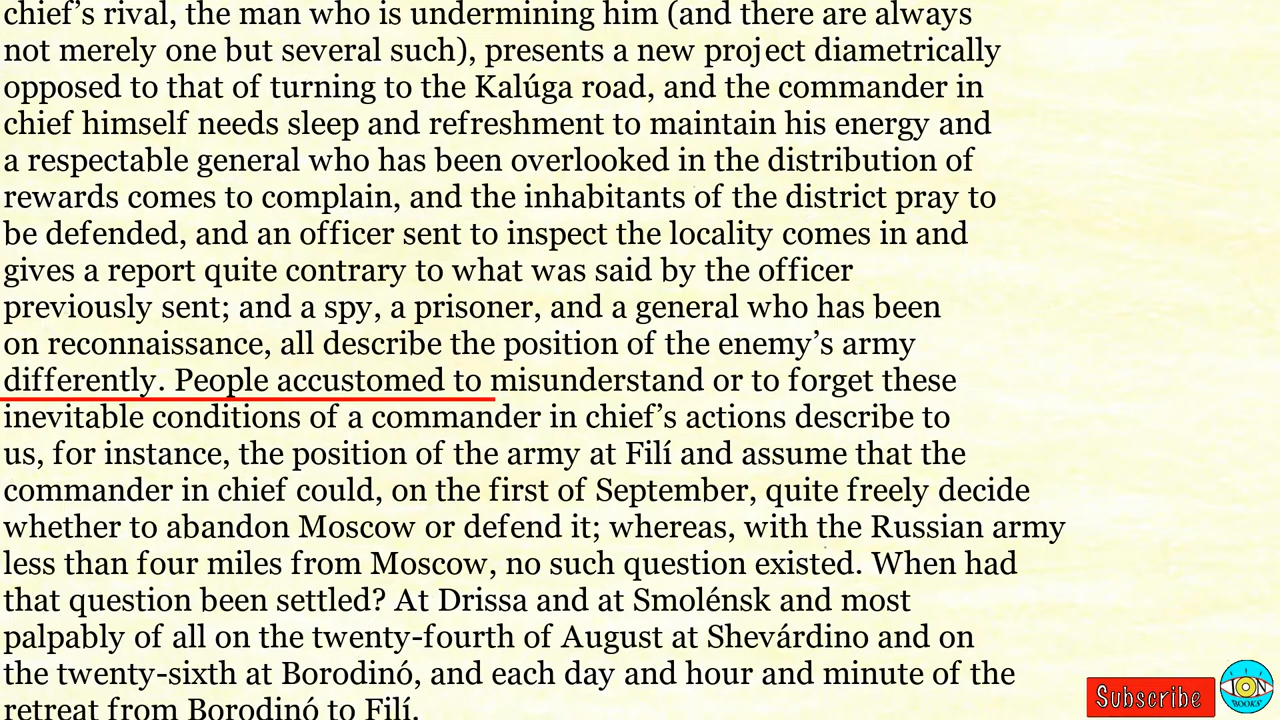 chief’s rival, the man who is undermining him (and there are always
not merely one but several such), presents a new project diametrically
opposed to that of turning to the Kalúga road, and the commander in
chief himself needs sleep and refreshment to maintain his energy and
a respectable general who has been overlooked in the distribution of
rewards comes to complain, and the inhabitants of the district pray to
be defended, and an officer sent to inspect the locality comes in and
gives a report quite contrary to what was said by the officer
previously sent; and a spy, a prisoner, and a general who has been
on reconnaissance, all describe the position of the enemy’s army
differently. People accustomed to misunderstand or to forget these
inevitable conditions of a commander in chief’s actions describe to
us, for instance, the position of the army at Filí and assume that the
commander in chief could, on the first of September, quite freely decide
whether to abandon Moscow or defend it; whereas, with the Russian army
less than four miles from Moscow, no such question existed. When had
that question been settled? At Drissa and at Smolénsk and most
palpably of all on the twenty-fourth of August at Shevárdino and on
the twenty-sixth at Borodinó, and each day and hour and minute of the
retreat from Borodinó to Filí.
Subscribe
ION
BOOKS